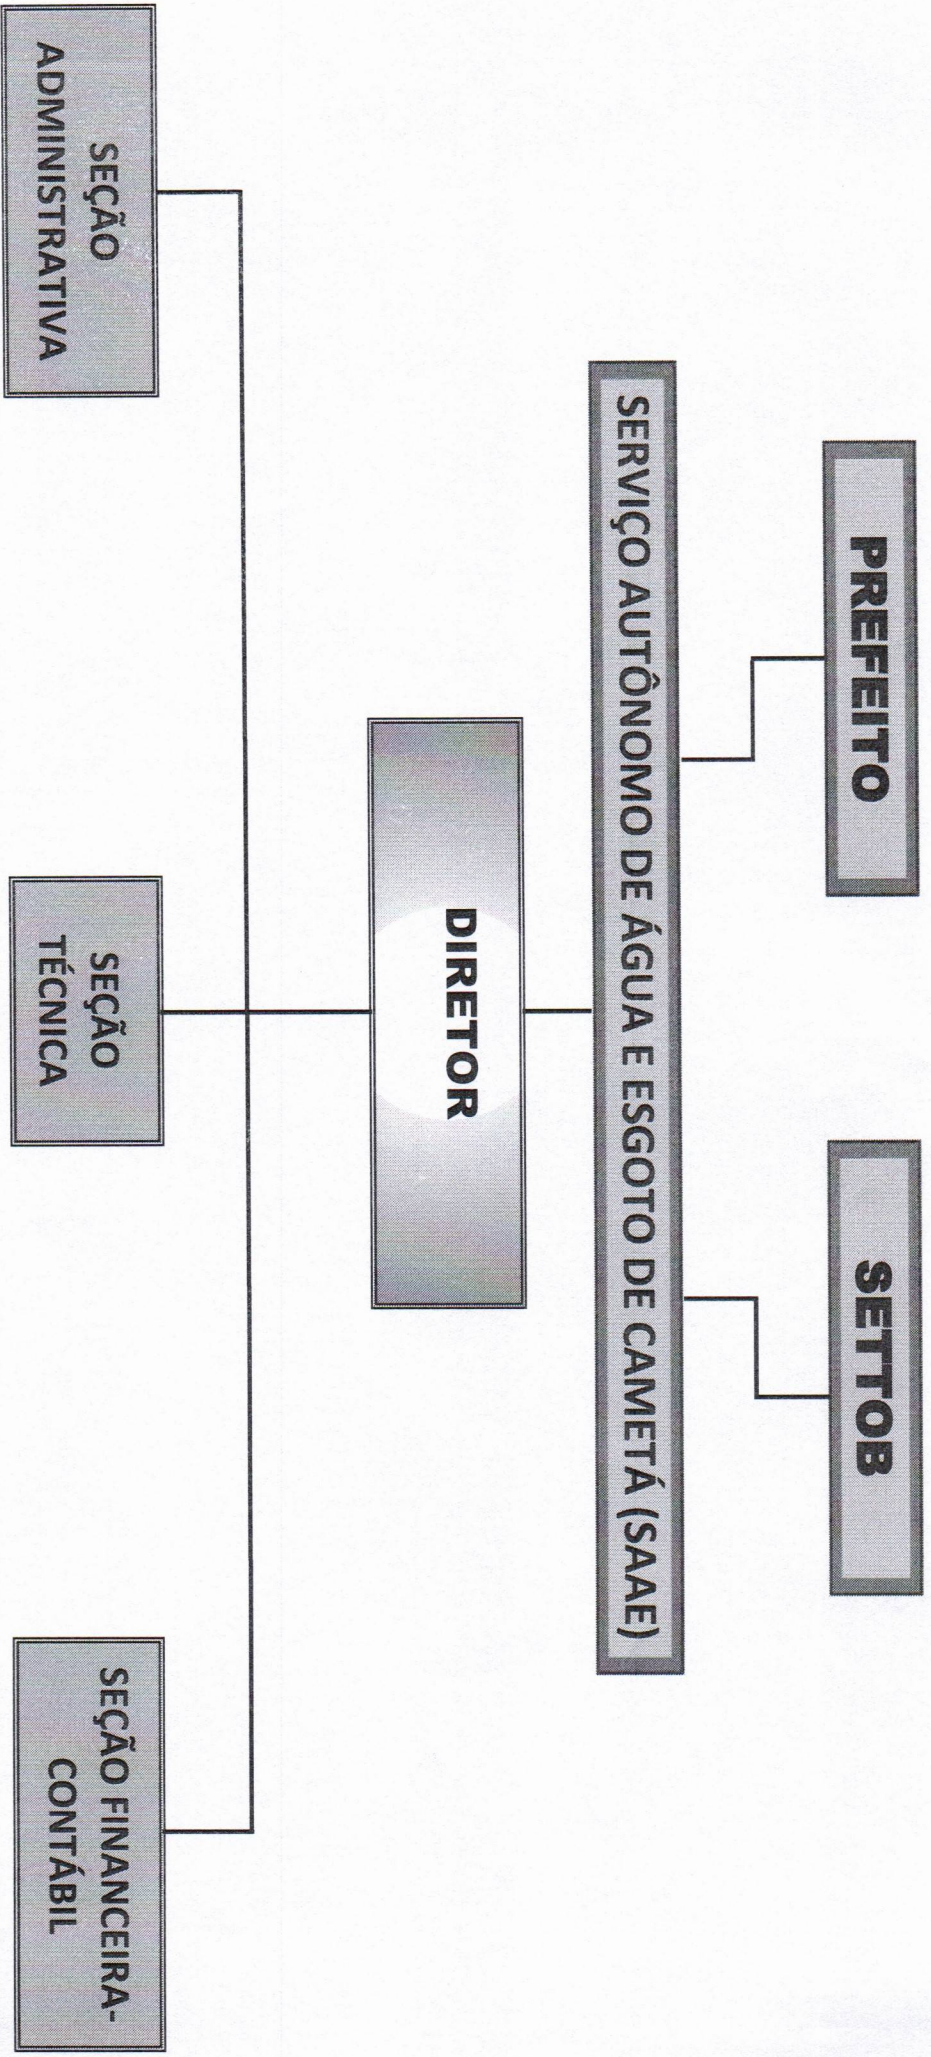 PREFEITO
SETTOB
SERVIÇO AUTÔNOMO DE ÁGUA E ESGOTO DE CAMETÁ (SAAE)
DIRETOR
SEÇÃO
ADMINISTRATIVA
SEÇÃO
TÉCNICA
SEÇÃO FINANCEIRA-
CONTÁBIL